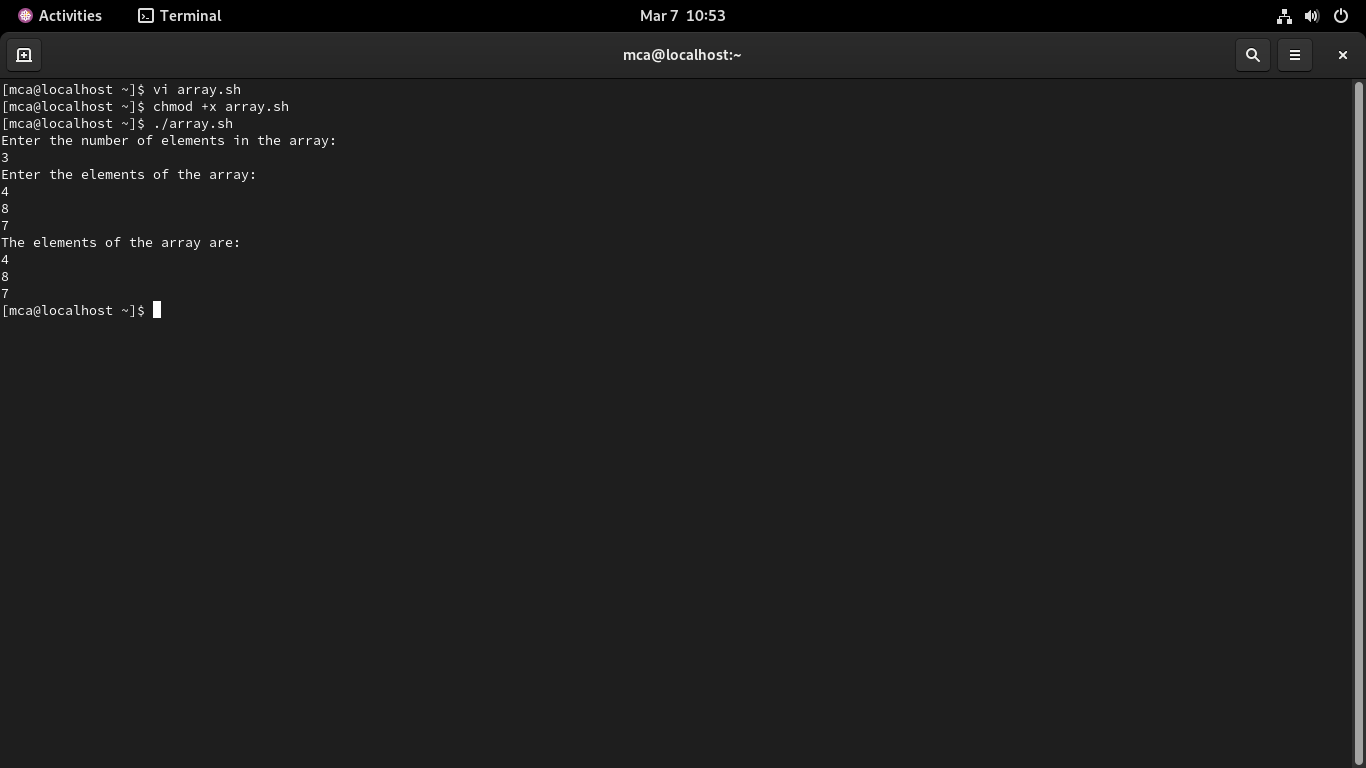 Activities Terminal Mar 7 10:53
mca@localhost:~
[mca@localhost ~]$ vi array.sh
[mca@localhost ~]$ chmod +x array.sh
[mca@localhost ~]$ ./array.sh
Enter the number of elements in the array:
3
Enter the elements of the array:
4
8
7
The elements of the array are:
4
8
7
[mca@localhost ~]$